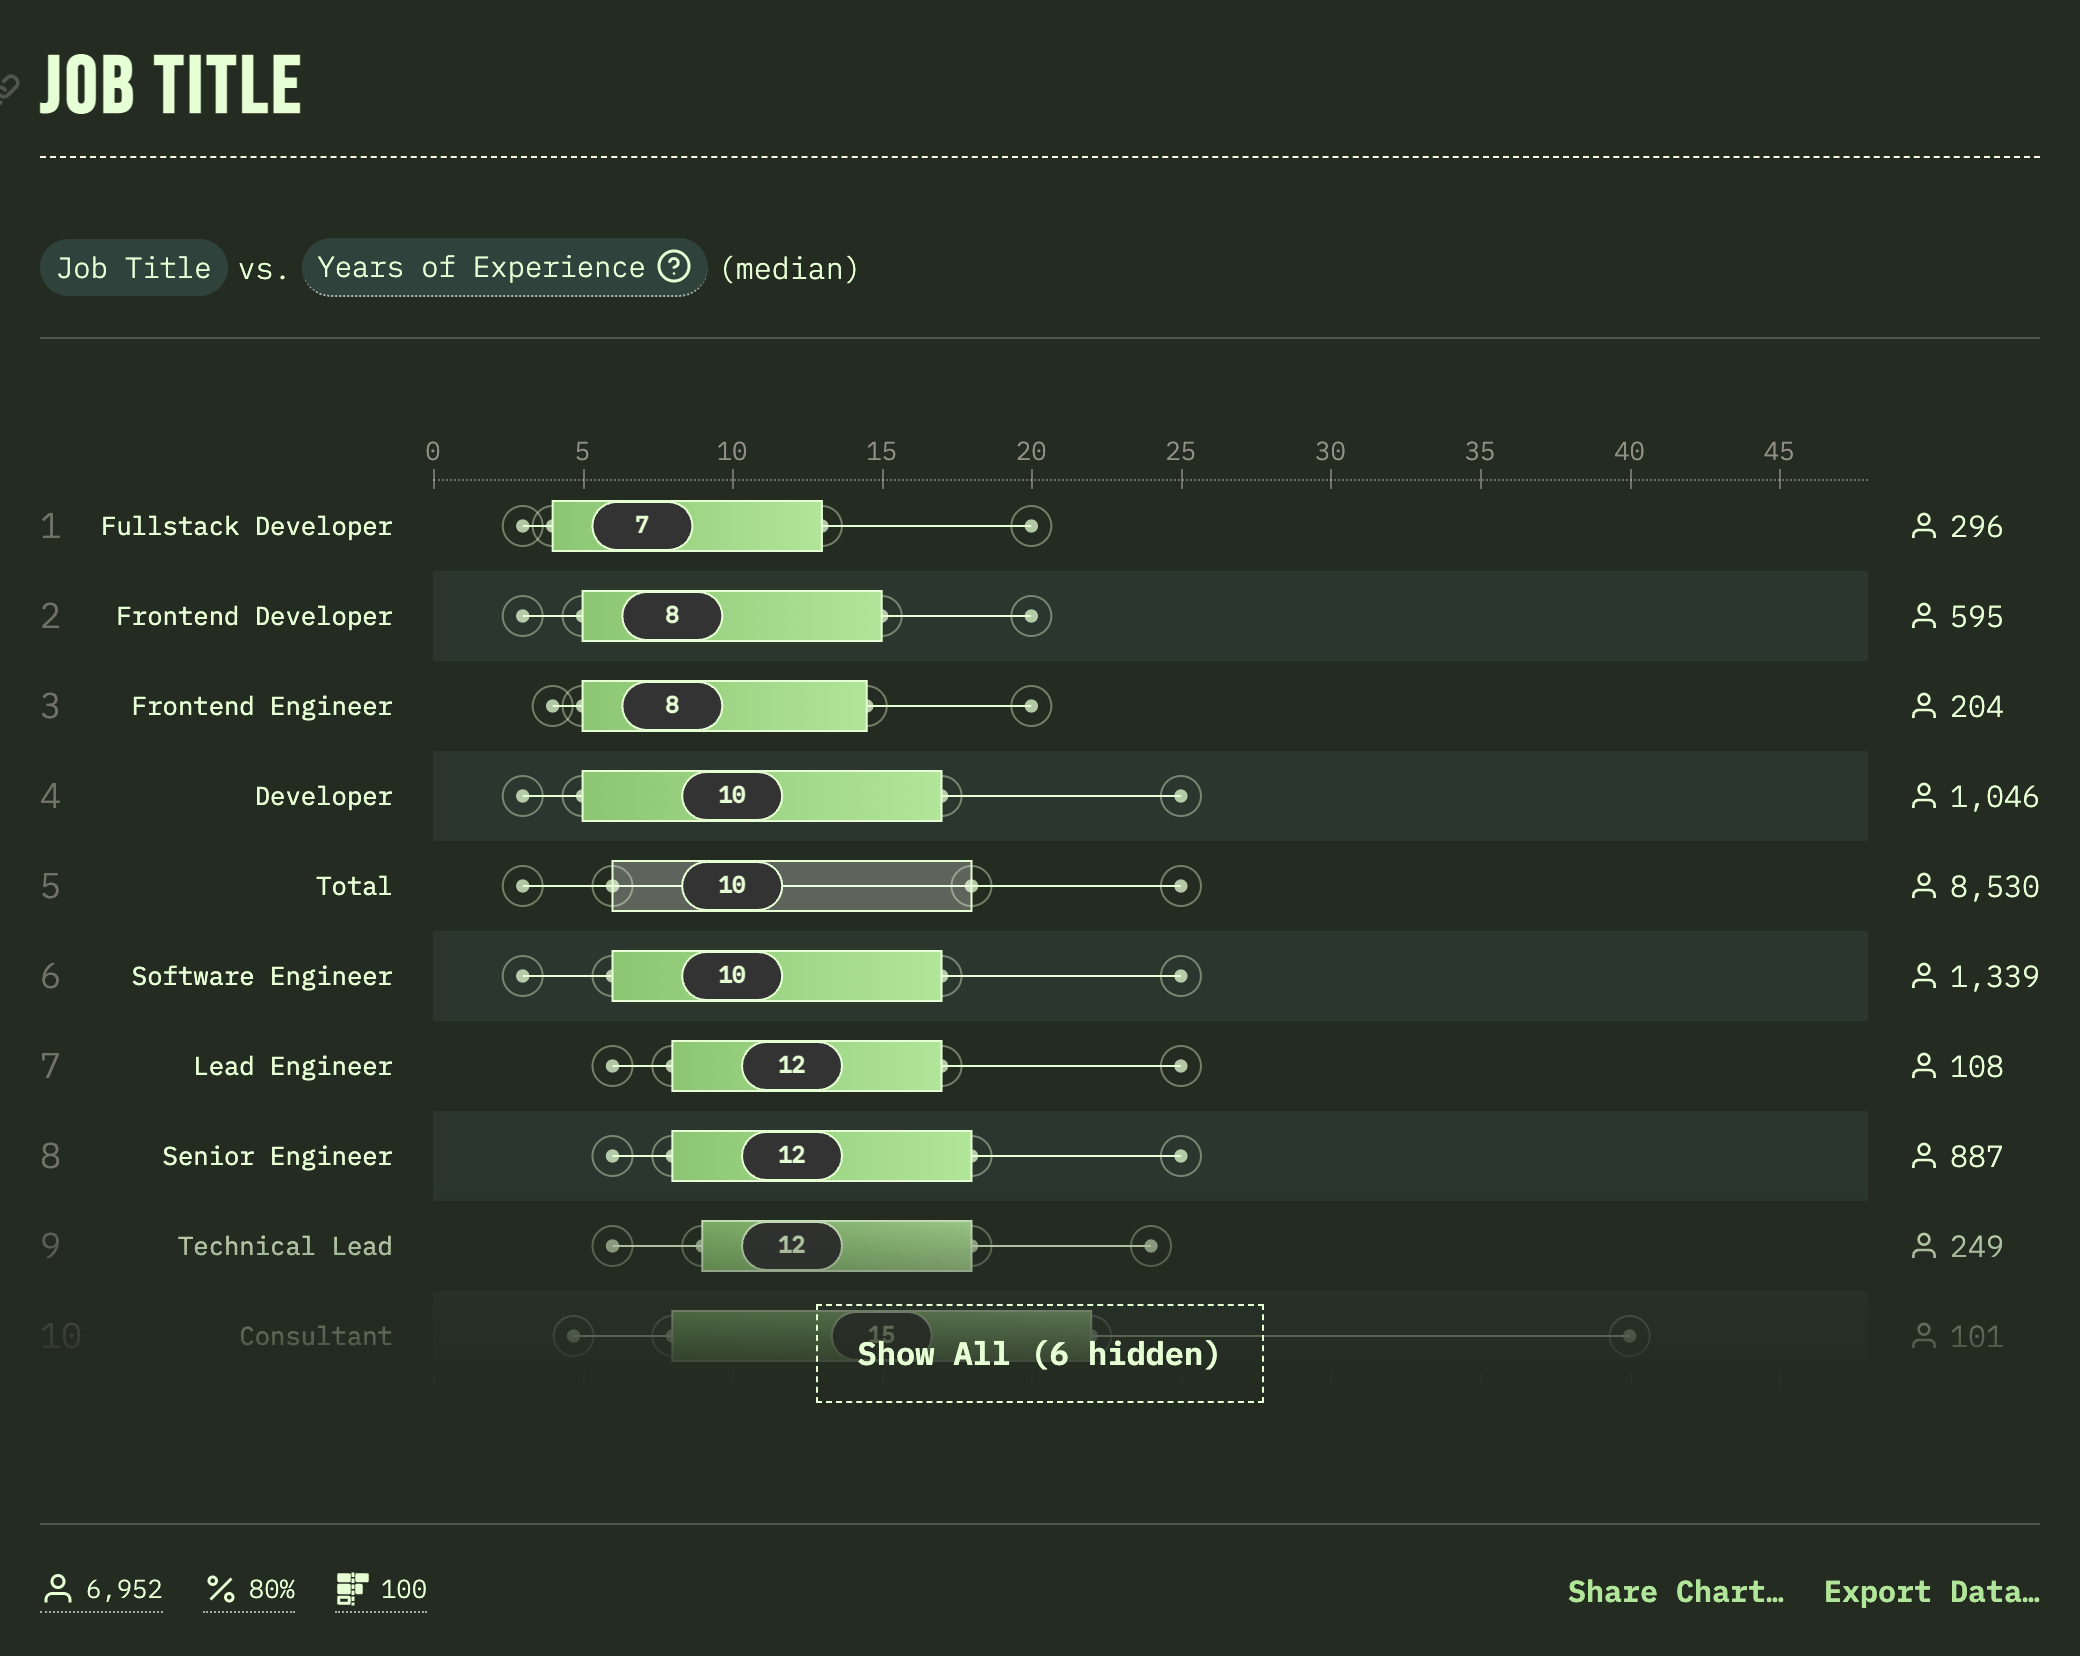 JOB TITLE
Job Title vs. Years of Experience ? (median)
0 5 10 15 20 25 30 35 40 45
1 Fullstack Developer 7 296
2 Frontend Developer 8 595
3 Frontend Engineer 8 204
4 Developer 10 1,046
5 Total 10 8,530
6 Software Engineer 10 1,339
7 Lead Engineer 12 108
8 Senior Engineer 12 887
9 Technical Lead 12 249
10 Consultant 15 101
Show All (6 hidden)
6,952 % 80% 100 Share Chart… Export Data…